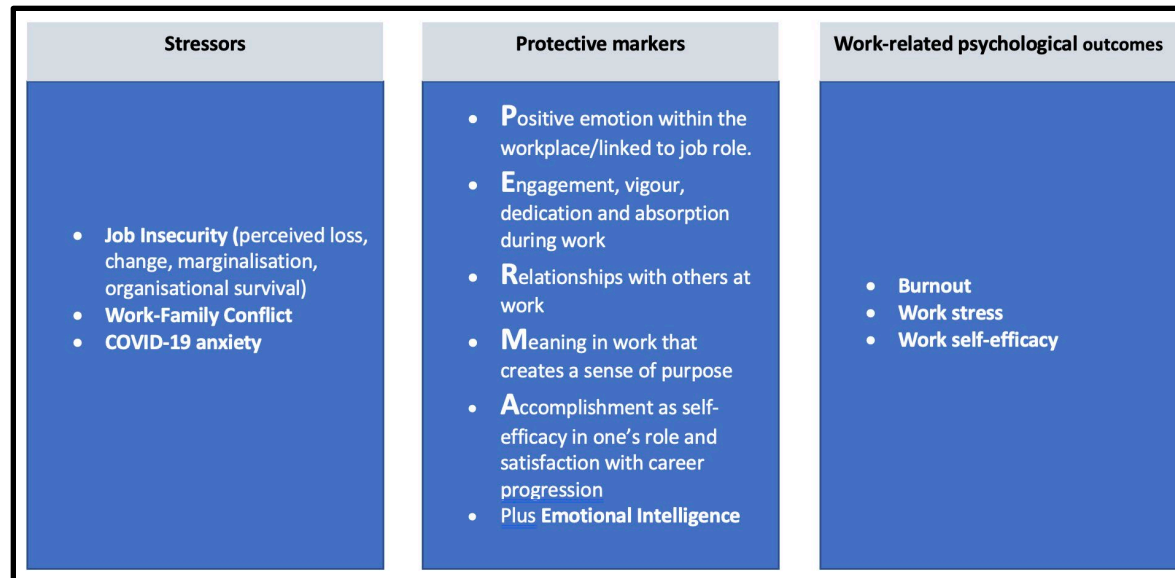 Stressors
• Job Insecurity (perceived loss,
change, marginalisation,
organisational survival)
• Work-Family Conflict
• COVID-19 anxiety
Protective markers
• Positive emotion within the
workplace/linked to job role.
• Engagement, vigour,
dedication and absorption
during work
• Relationships with others at
work
• Meaning in work that
creates a sense of purpose
• Accomplishment as self-
efficacy in one’s role and
satisfaction with career
progression
• Plus Emotional Intelligence
Work-related psychological outcomes
• Burnout
• Work stress
• Work self-efficacy